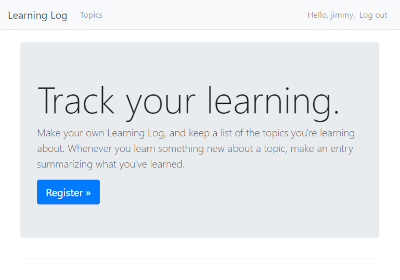 Learning Log Topics Hello, jimmy. Log out
Track your learning.
Make your own Learning Log, and keep a list of the topics you're learning
about. Whenever you learn something new about a topic, make an entry
summarizing what you've learned.
Register »